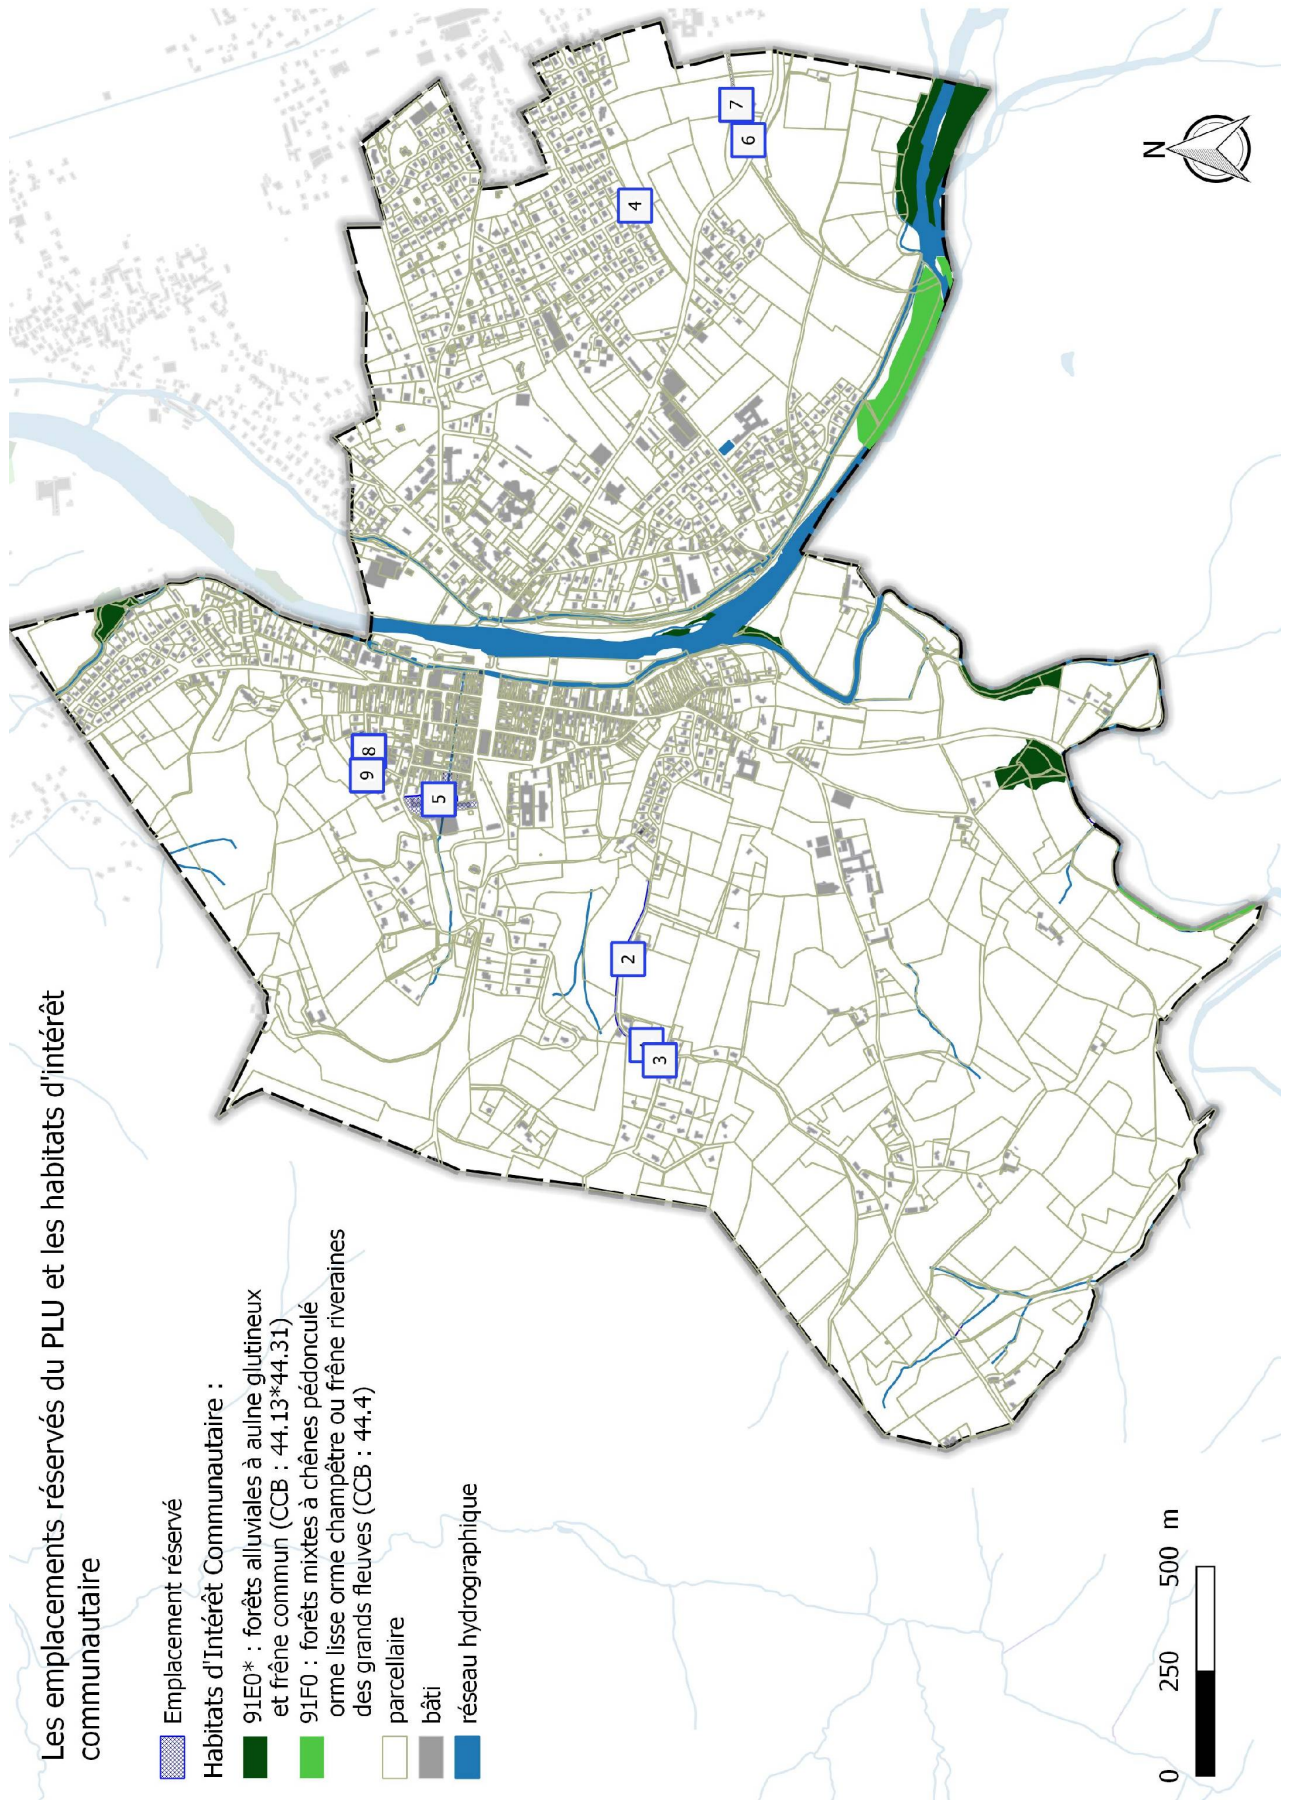 Les emplacements réservés du PLU et les habitats d'intérêt
communautaire
Emplacement réservé
Habitats d'Intérêt Communautaire :
91E0* : forêts alluviales à aulne glutineux
et frêne commun (CCB : 44.13*44.31)
91F0 : forêts mixtes à chênes pédonculé
orme lisse orme champêtre ou frêne riveraines
des grands fleuves (CCB : 44.4)
parcellaire
bâti
réseau hydrographique
0 250 500 m
N
9
8
5
2
3
4
6
7